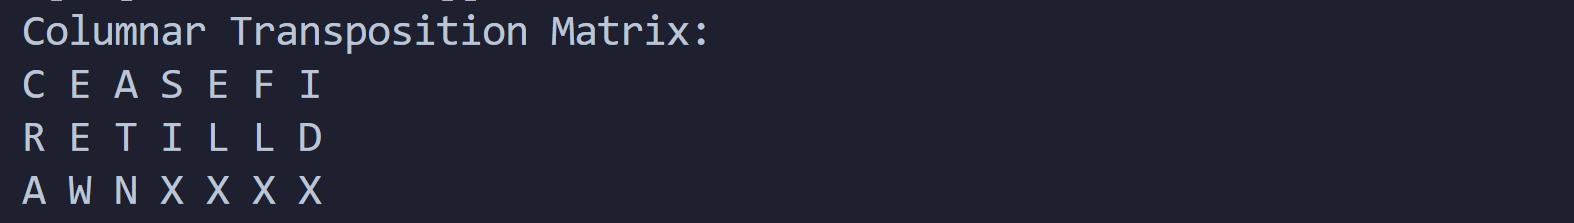 Columnar Transposition Matrix:
C E A S E F I
R E T I L L D
A W N X X X X